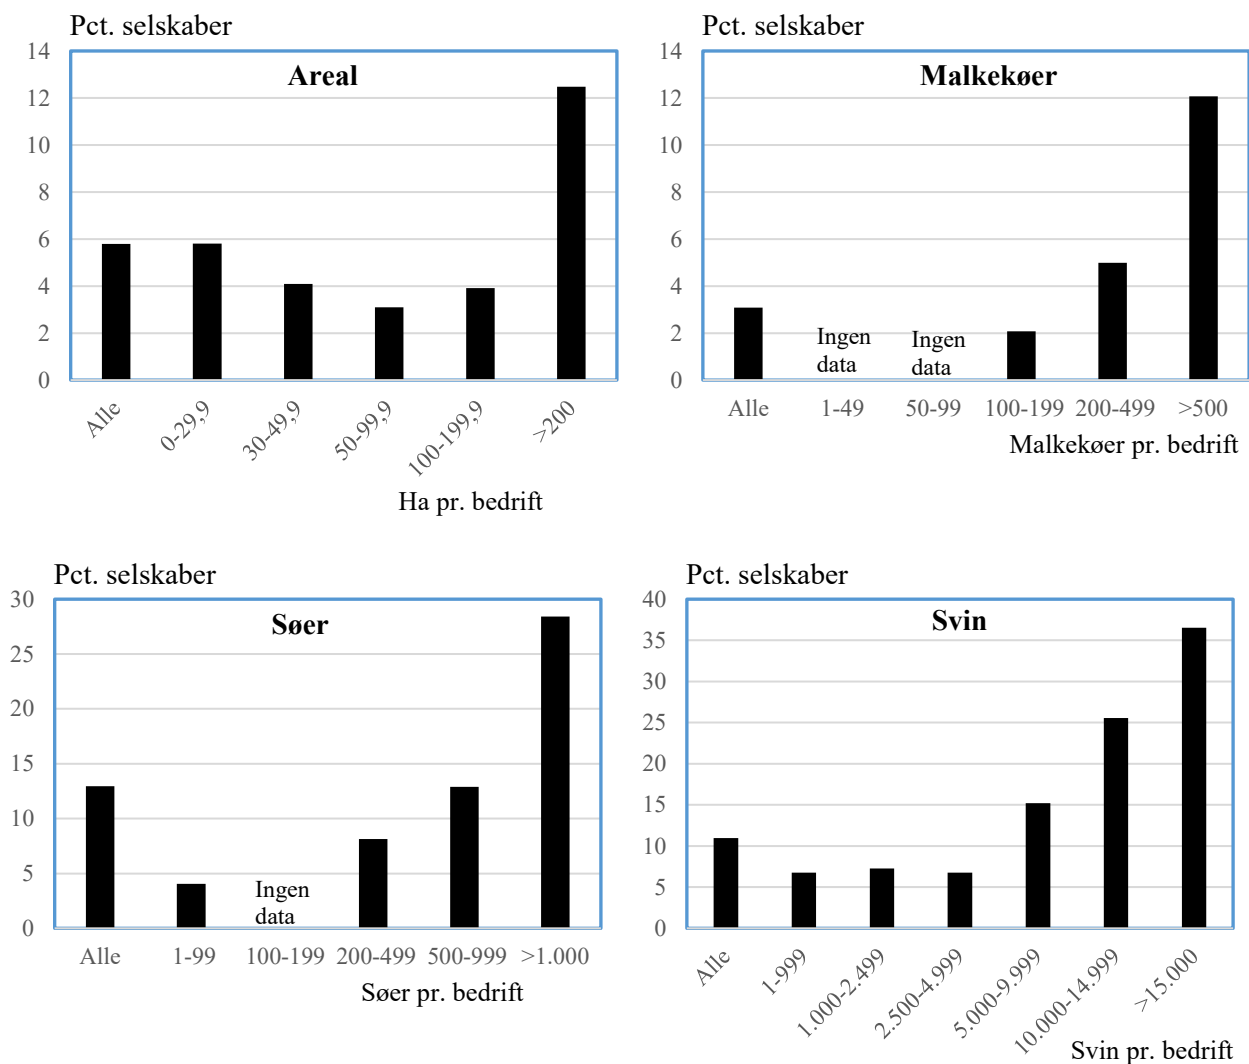 Pct. selskaber
Areal
14
12
10
8
6
4
2
0
Alle
0-29,9
30-49,9
50-99,9
100-199,9
>200
Ha pr. bedrift
Pct. selskaber
Malkekøer
14
12
10
8
6
4
2
0
Ingen
data
Ingen
data
Alle 1-49 50-99 100-199 200-499 >500
Malkekøer pr. bedrift
Pct. selskaber
Søer
30
25
20
15
10
5
0
Ingen
data
Alle 1-99 100-199 200-499 500-999 >1.000
Søer pr. bedrift
Pct. selskaber
Svin
40
35
30
25
20
15
10
5
0
Alle
1-999
1.000-2.499
2.500-4.999
5.000-9.999
10.000-14.999
>15.000
Svin pr. bedrift